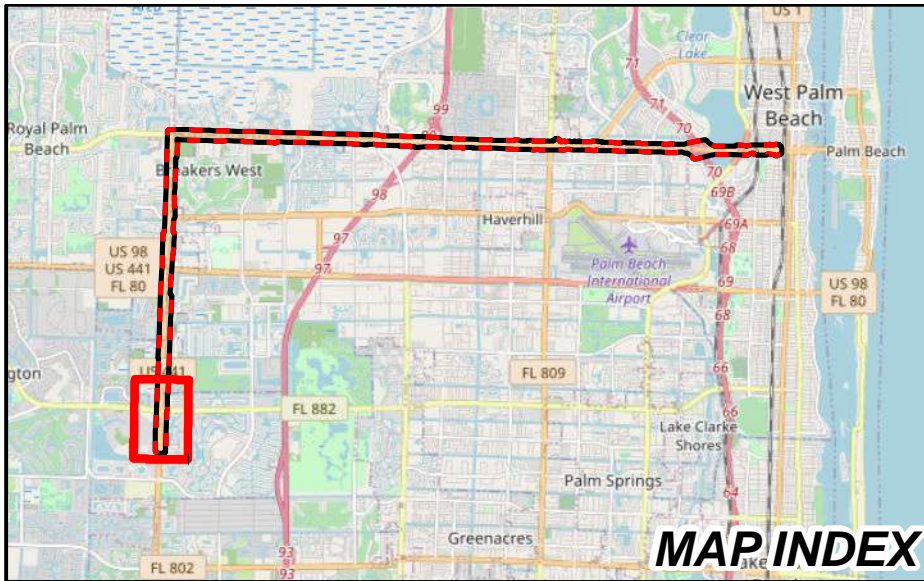 US 1
Clear
Lake
71
99
71
West Palm
Beach
70
Royal Palm
Beach
Palm Beach
Breakers West
70
98
69B
Haverhill
69A
97
68
US 98
US 441
FL 80
97
Palm Beach
International
Airport
69
US 98
FL 80
68
66
US 441
gton
FL 809
FL 882
66
Lake Clarke
Shores
Palm Springs
64
Greenacres
93
FL 802
93
MAP INDEX